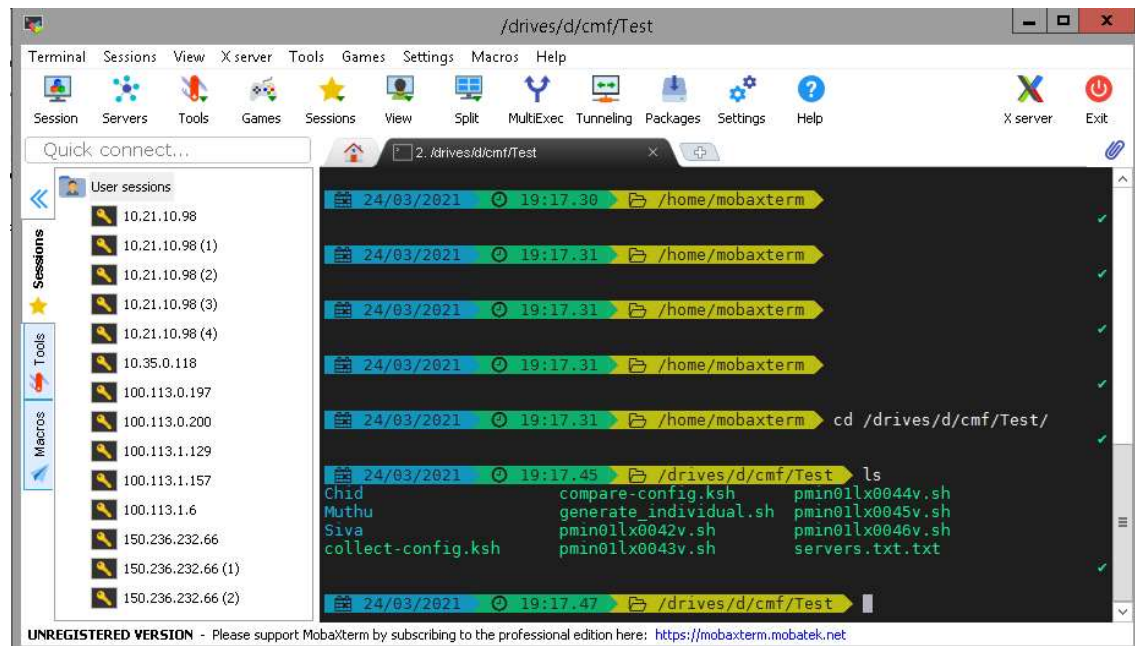 /drives/d/cmf/Test
Terminal Sessions View X server Tools Games Settings Macros Help
Session Servers Tools Games Sessions View Split MultiExec Tunneling Packages Settings Help X server Exit
Quick connect...
2. /drives/d/cmf/Test
Sessions
Tools
Macros
User sessions
10.21.10.98
10.21.10.98 (1)
10.21.10.98 (2)
10.21.10.98 (3)
10.21.10.98 (4)
10.35.0.118
100.113.0.197
100.113.0.200
100.113.1.129
100.113.1.157
100.113.1.6
150.236.232.66
150.236.232.66 (1)
150.236.232.66 (2)
24/03/2021 19:17.30 /home/mobaxterm
24/03/2021 19:17.31 /home/mobaxterm
24/03/2021 19:17.31 /home/mobaxterm
24/03/2021 19:17.31 /home/mobaxterm
24/03/2021 19:17.31 /home/mobaxterm cd /drives/d/cmf/Test/
24/03/2021 19:17.45 /drives/d/cmf/Test ls
Chid compare-config.ksh pmin01lx0044v.sh
Muthu generate_individual.sh pmin01lx0045v.sh
Siva pmin01lx0042v.sh pmin01lx0046v.sh
collect-config.ksh pmin01lx0043v.sh servers.txt.txt
24/03/2021 19:17.47 /drives/d/cmf/Test
UNREGISTERED VERSION - Please support MobaXterm by subscribing to the professional edition here: https://mobaxterm.mobatek.net